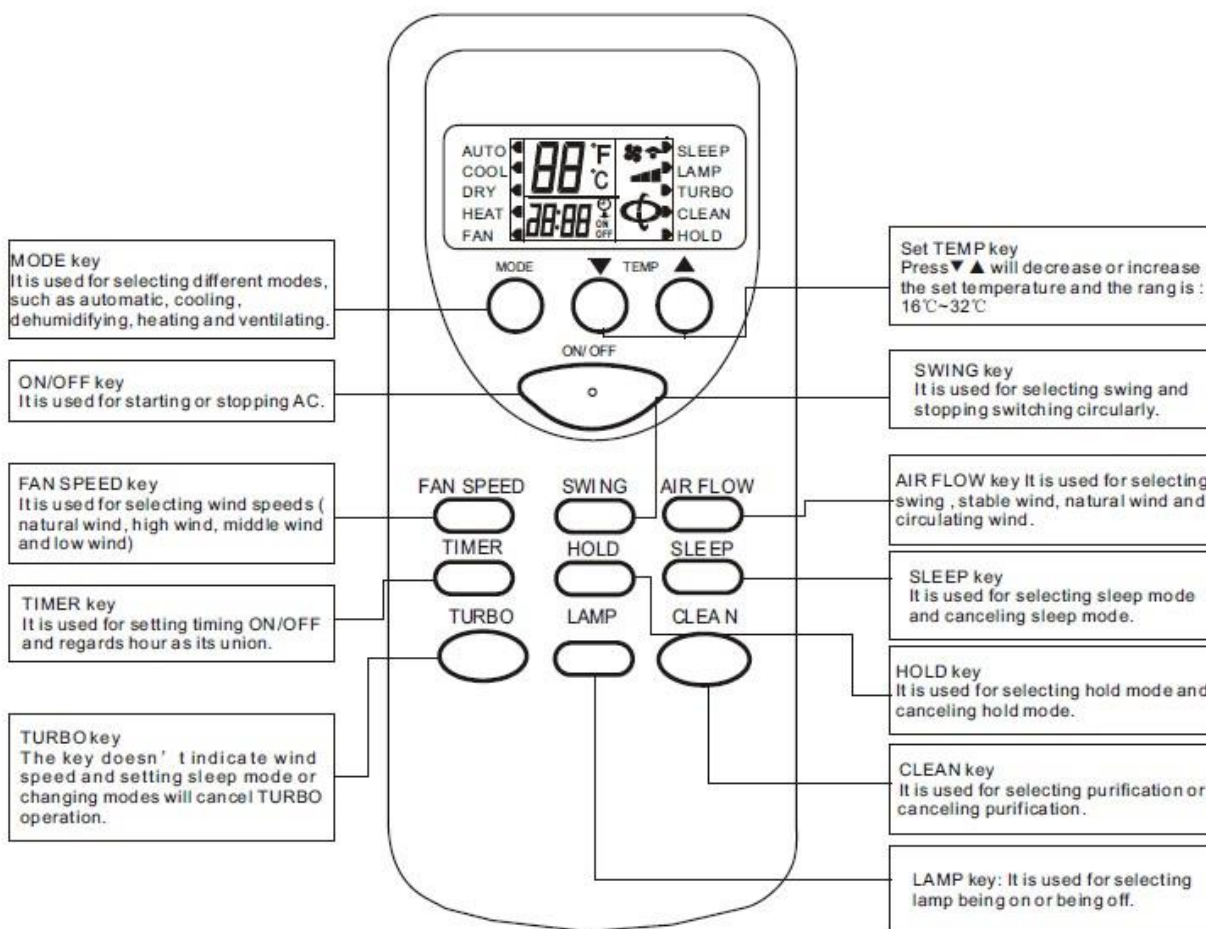 AUTO
COOL
DRY
HEAT
FAN
88 °F
°C
28:88 ON
OFF
SLEEP
LAMP
TURBO
CLEAN
HOLD
MODE ▼ TEMP ▲
ON/OFF
FAN SPEED SWING AIR FLOW
TIMER HOLD SLEEP
TURBO LAMP CLEAN
MODE key
It is used for selecting different modes,
such as automatic, cooling,
dehumidifying, heating and ventilating.
ON/OFF key
It is used for starting or stopping AC.
FAN SPEED key
It is used for selecting wind speeds (
natural wind, high wind, middle wind
and low wind)
TIMER key
It is used for setting timing ON/OFF
and regards hour as its union.
TURBO key
The key doesn't indicate wind
speed and setting sleep mode or
changing modes will cancel TURBO
operation.
Set TEMP key
Press ▼ ▲ will decrease or increase
the set temperature and the rang is :
16℃~32℃
SWING key
It is used for selecting swing and
stopping switching circularly.
AIR FLOW key It is used for selecting
swing , stable wind, natural wind and
circulating wind.
SLEEP key
It is used for selecting sleep mode
and canceling sleep mode.
HOLD key
It is used for selecting hold mode and
canceling hold mode.
CLEAN key
It is used for selecting purification or
canceling purification.
LAMP key: It is used for selecting
lamp being on or being off.